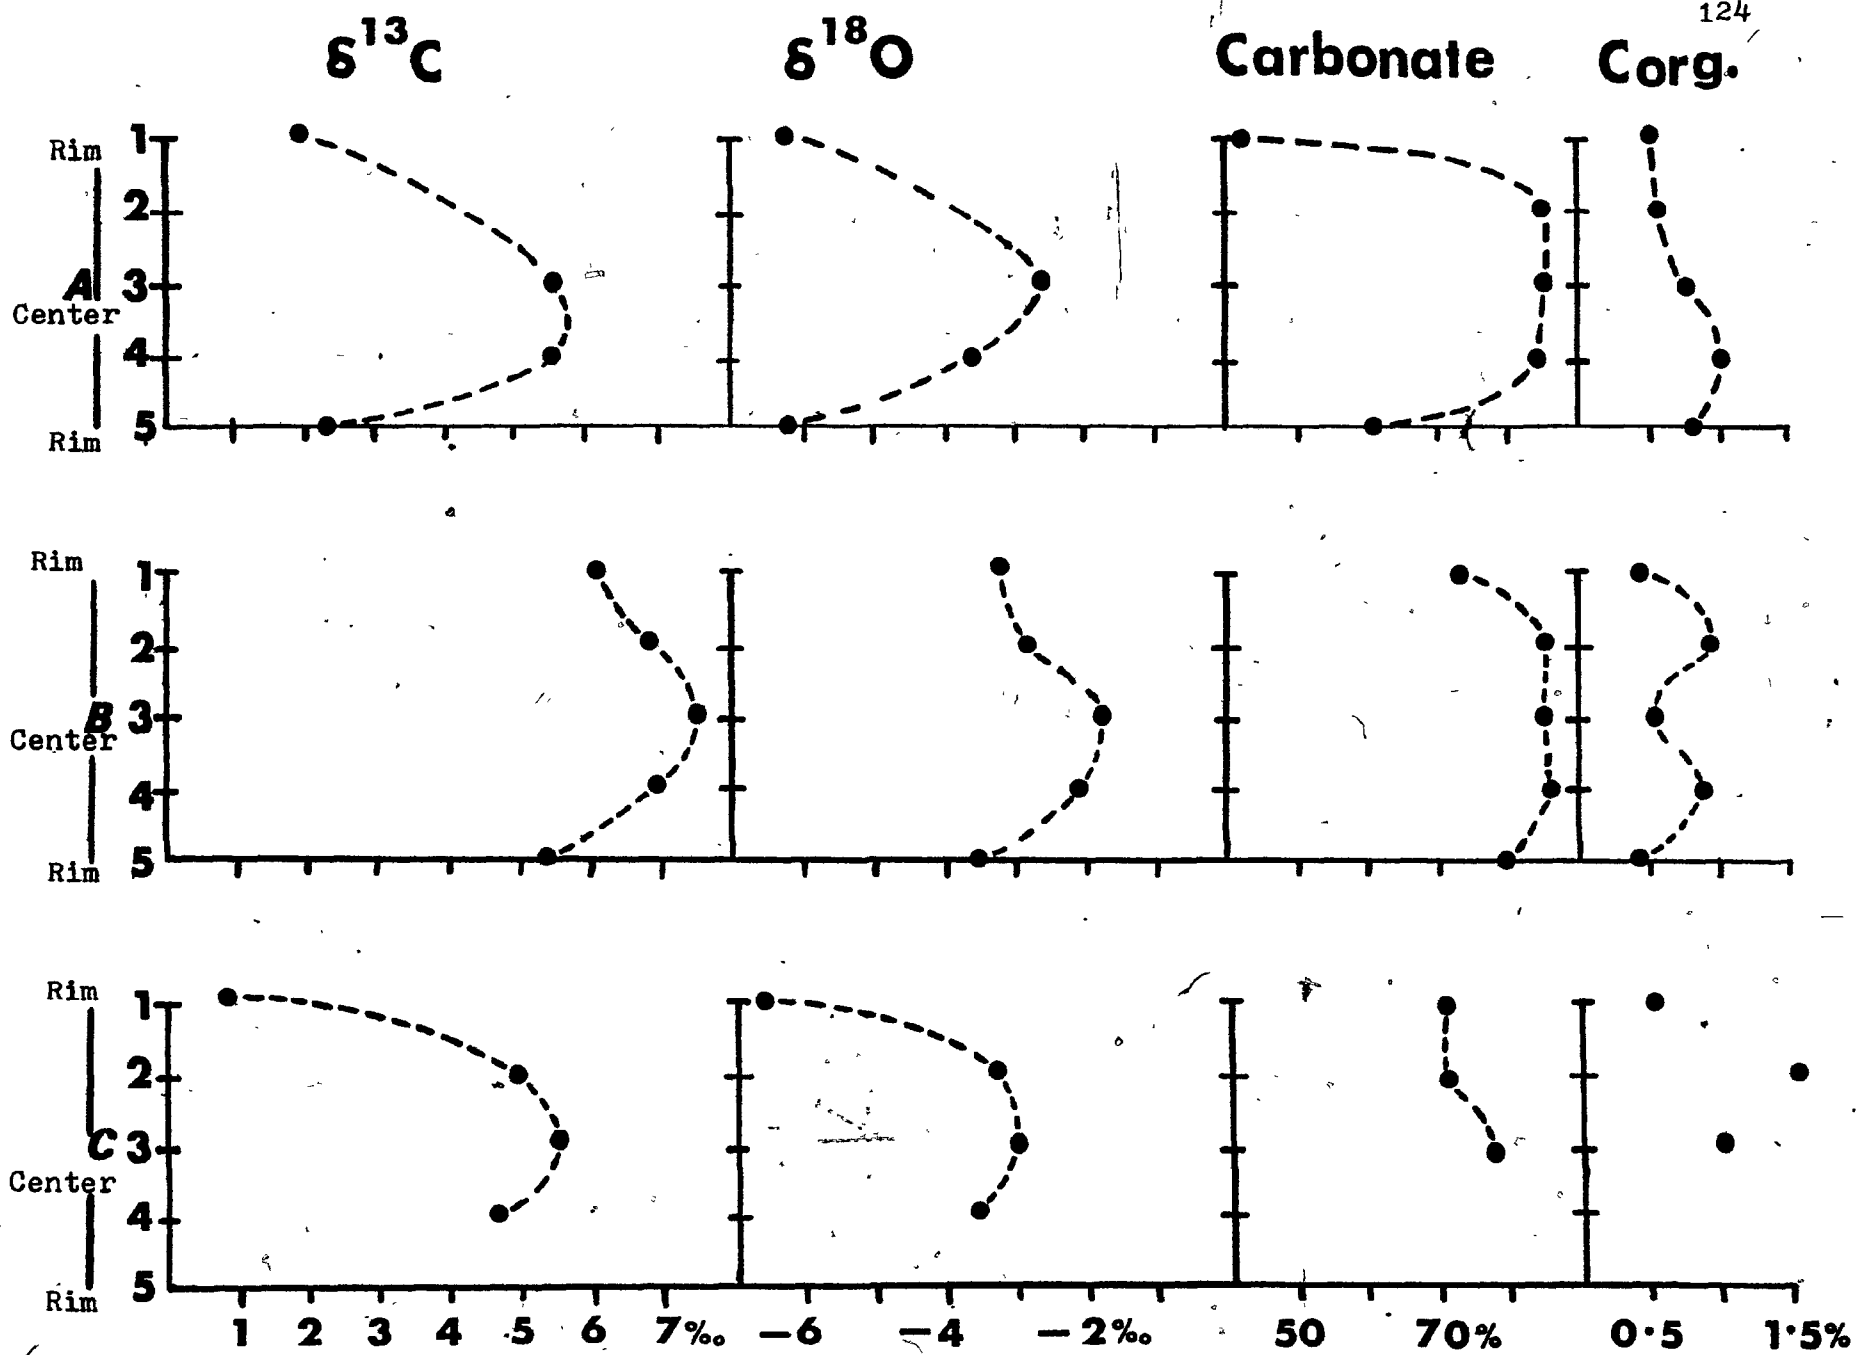 124
δ¹³C δ¹⁸O Carbonate Corg.
Rim 1
2
A 3
Center
4
Rim 5
Rim 1
2
B 3
Center
4
Rim 5
Rim 1
2
C 3
Center
4
Rim 5
1 2 3 4 5 6 7‰ −6 −4 −2‰ 50 70% 0·5 1·5%